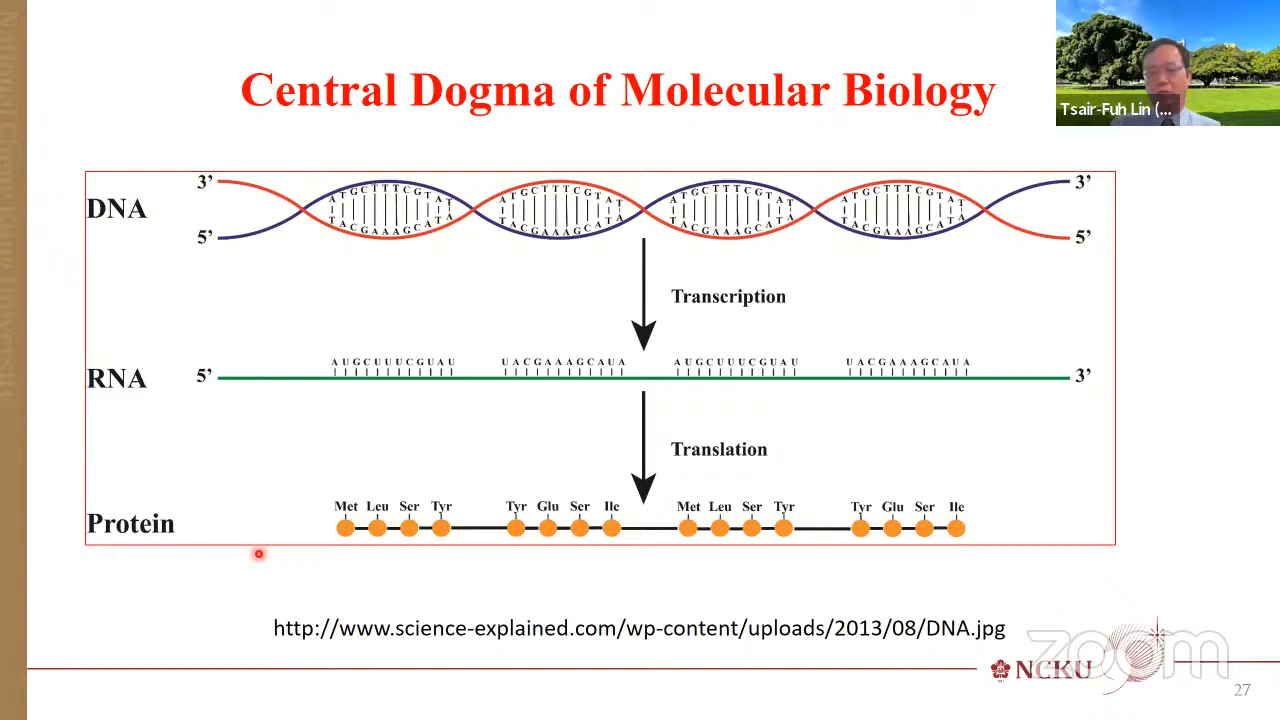 Central Dogma of Molecular Biology
Tsair-Fuh Lin (...
3’ 3’
DNA
ATGCTTTCGTAT ATGCTTTCGTAT ATGCTTTCGTAT ATGCTTTCGTAT
TACGAAAGCATA TACGAAAGCATA TACGAAAGCATA TACGAAAGCATA
5’ 5’
Transcription
AUGCUUUCGUAU UACGAAAGCAUA AUGCUUUCGUAU UACGAAAGCAUA
RNA 5’ 3’
Translation
Met Leu Ser Tyr Tyr Glu Ser Ile Met Leu Ser Tyr Tyr Glu Ser Ile
Protein
http://www.science-explained.com/wp-content/uploads/2013/08/DNA.jpg
zoom
NCKU
27